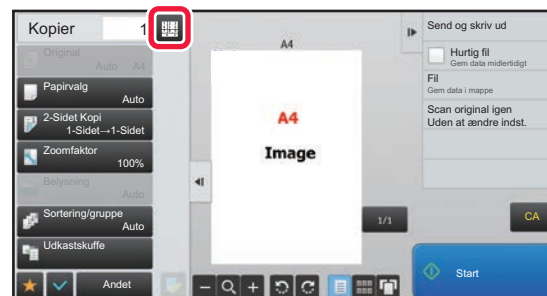 Kopier 1
Original
Auto A4
Papirvalg
Auto
2-Sidet Kopi
1-Sidet→1-Sidet
Zoomfaktor
100%
Belysning
Auto
Sortering/gruppe
Auto
Udkastskuffe
Andet
A4
A4
Image
1/1
Send og skriv ud
Hurtig fil
Gem data midlertidigt
Fil
Gem data i mappe
Scan original igen
Uden at ændre indst.
CA
Start